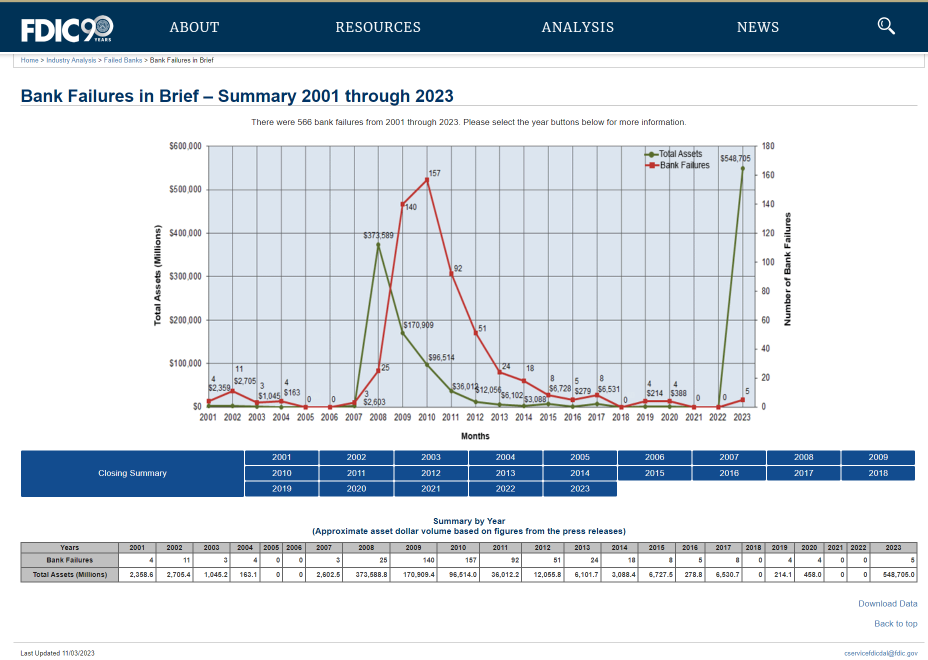 FDIC 90 YEARS
ABOUT RESOURCES ANALYSIS NEWS
Home > Industry Analysis > Failed Banks > Bank Failures in Brief
Bank Failures in Brief – Summary 2001 through 2023
There were 566 bank failures from 2001 through 2023. Please select the year buttons below for more information.
Total Assets
Bank Failures
Total Assets (Millions)
$600,000
$500,000
$400,000
$300,000
$200,000
$100,000
$0
4
$2,359
11
$2,705
3
$1,045
4
$163
0
0
3
$2,603
$373,589
25
140
$170,909
157
$96,514
92
$36,012
51
$12,056
24
$6,102
18
$3,088
8
$6,728
5
$279
8
$6,531
0
4
$214
4
$388
0
0
$548,705
5
180
160
140
120
100
80
60
40
20
0
Number of Bank Failures
2001 2002 2003 2004 2005 2006 2007 2008 2009 2010 2011 2012 2013 2014 2015 2016 2017 2018 2019 2020 2021 2022 2023
Months
Closing Summary
2001 2002 2003 2004 2005 2006 2007 2008 2009
2010 2011 2012 2013 2014 2015 2016 2017 2018
2019 2020 2021 2022 2023
Summary by Year
(Approximate asset dollar volume based on figures from the press releases)
Years 2001 2002 2003 2004 2005 2006 2007 2008 2009 2010 2011 2012 2013 2014 2015 2016 2017 2018 2019 2020 2021 2022 2023
Bank Failures 4 11 3 4 0 0 3 25 140 157 92 51 24 18 8 5 8 0 4 4 0 0 5
Total Assets (Millions) 2,358.6 2,705.4 1,045.2 163.1 0 0 2,602.5 373,588.8 170,909.4 96,514.0 36,012.2 12,055.8 6,101.7 3,088.4 6,727.5 278.8 6,530.7 0 214.1 458.0 0 0 548,705.0
Download Data
Back to top
Last Updated 11/03/2023
cservicefdicdal@fdic.gov